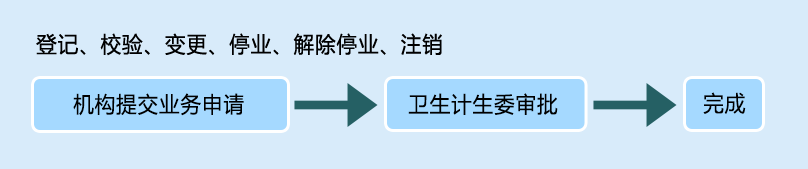 登记、校验、变更、停业、解除停业、注销
机构提交业务申请
卫生计生委审批
完成